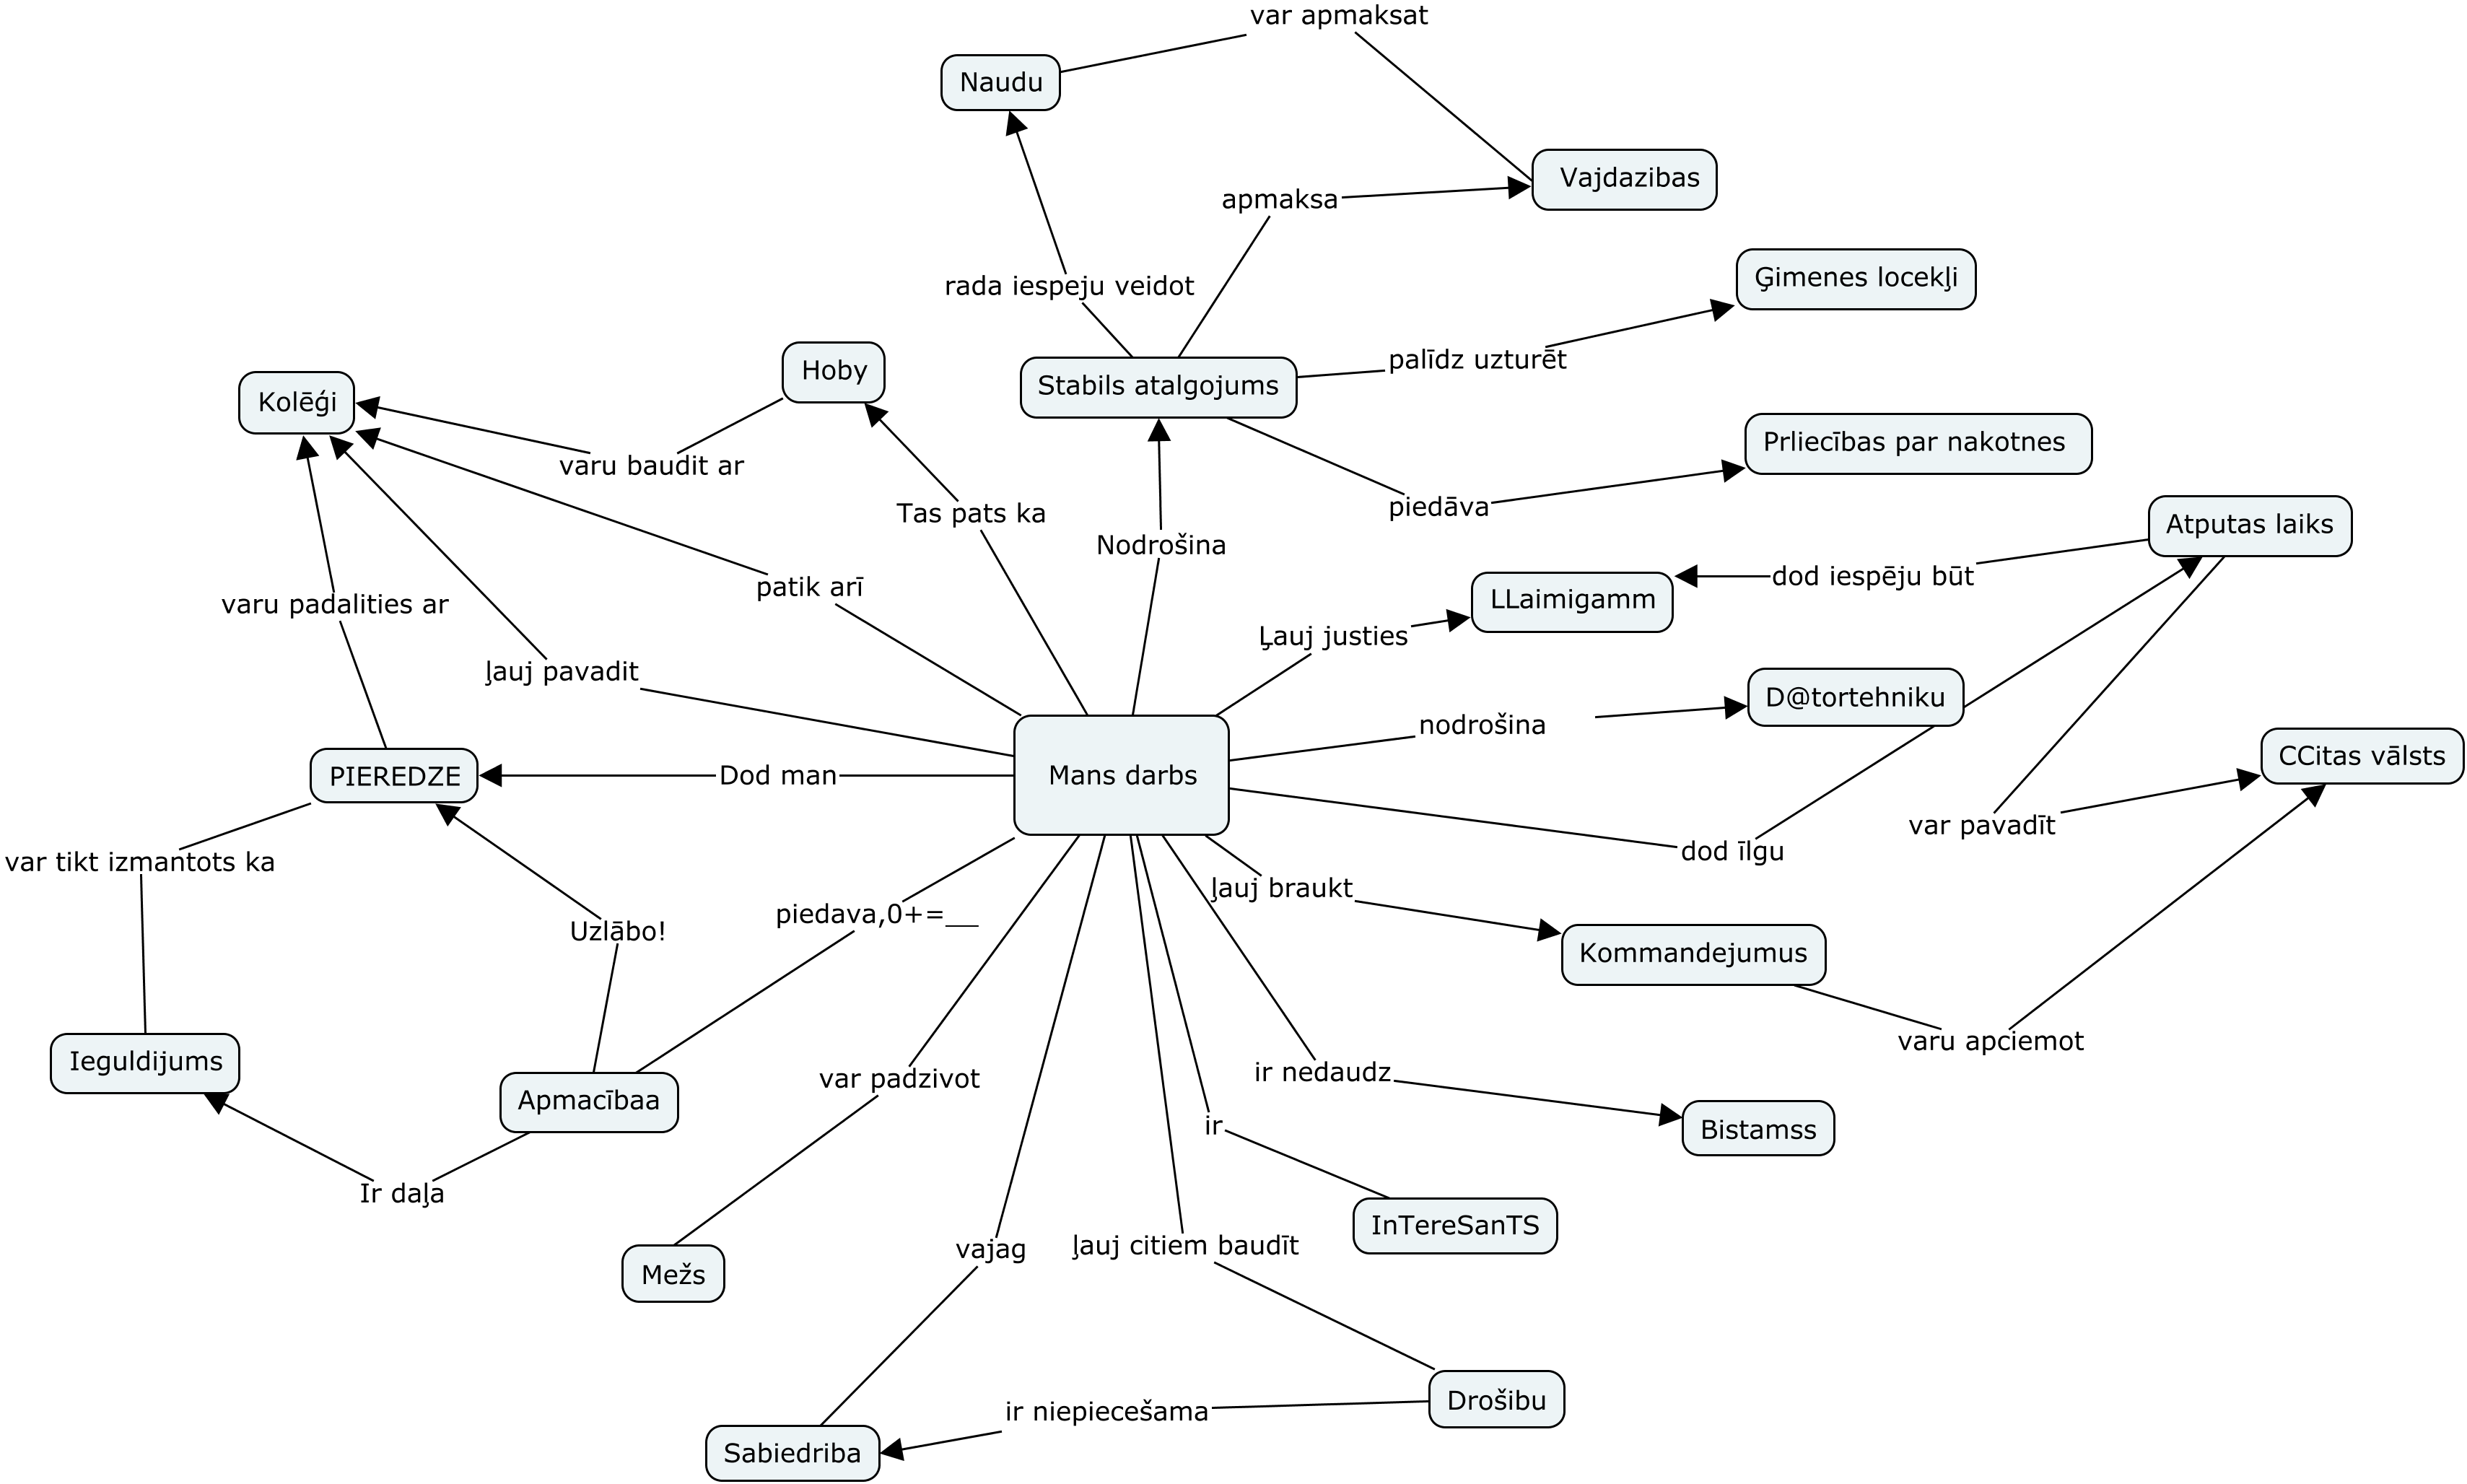 var apmaksat
Naudu
Vajdazibas
apmaksa
Ģimenes locekļi
rada iespeju veidot
palīdz uzturēt
Hoby
Stabils atalgojums
Kolēģi
Prliecības par nakotnes
varu baudit ar
piedāva
Tas pats ka
Atputas laiks
Nodrošina
dod iespēju būt
patik arī
LLaimigamm
varu padalities ar
Ļauj justies
ļauj pavadit
D@tortehniku
nodrošina
CCitas vālsts
PIEREDZE
Dod man
Mans darbs
var pavadīt
dod īlgu
var tikt izmantots ka
ļauj braukt
piedava,0+=__
Uzlābo!
Kommandejumus
varu apciemot
Ieguldijums
ir nedaudz
var padzivot
Apmacībaa
ir
Bistamss
Ir daļa
InTereSanTS
vajag
ļauj citiem baudīt
Mežs
Drošibu
ir niepiecešama
Sabiedriba